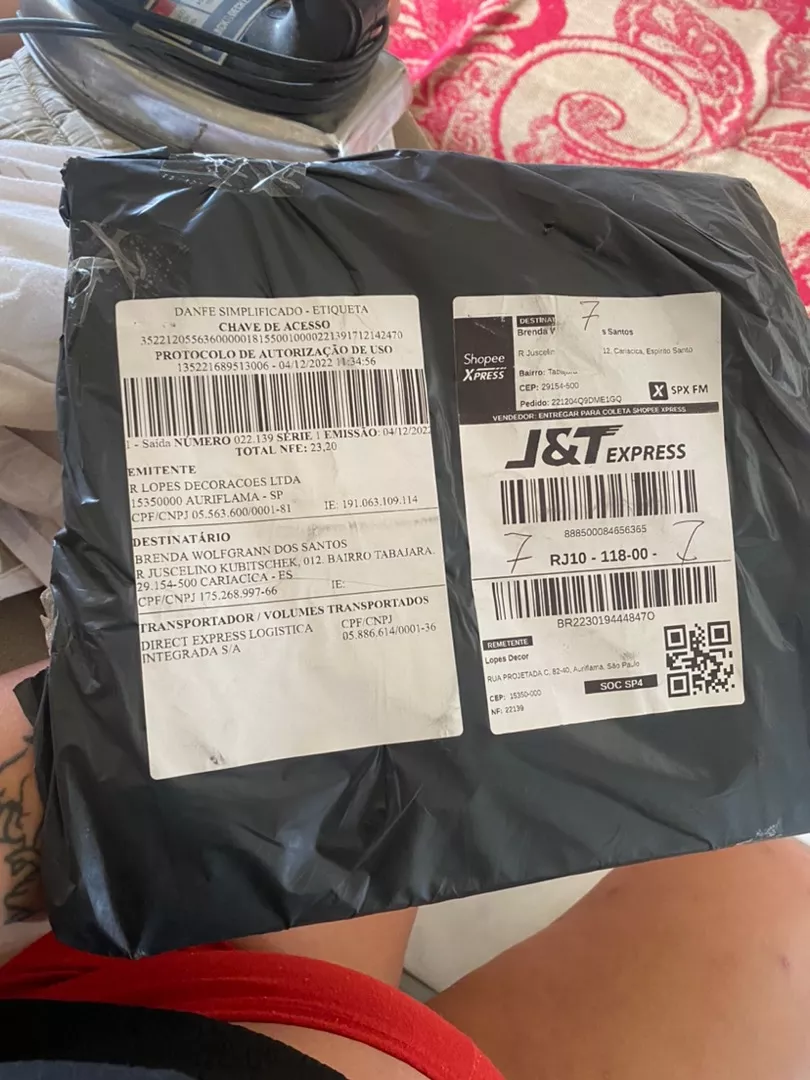 DANFE SIMPLIFICADO - ETIQUETA
CHAVE DE ACESSO
35221205563600000181550010000221391712142470
PROTOCOLO DE AUTORIZAÇÃO DE USO
135221689513006 - 04/12/2022 11:34:56
1 - Saída NÚMERO 022.139 SÉRIE 1 EMISSÃO: 04/12/2022
TOTAL NFE: 23,20
EMITENTE
R LOPES DECORACOES LTDA
15350000 AURIFLAMA - SP
CPF/CNPJ 05.563.600/0001-81 IE: 191.063.109.114
DESTINATÁRIO
BRENDA WOLFGRANN DOS SANTOS
R JUSCELINO KUBITSCHEK, 012. BAIRRO TABAJARA.
29.154-500 CARIACICA - ES
IE:
CPF/CNPJ 175.268.997-66
TRANSPORTADOR / VOLUMES TRANSPORTADOS
DIRECT EXPRESS LOGISTICA
INTEGRADA S/A
CPF/CNPJ
05.886.614/0001-36
Shopee
XPRESS
7
Brenda s Santos
R 12, Cariacica, Espirito Santo
Bairro:
CEP: 29154-500
Pedido: 221204Q9DME1GQ
X SPX FM
VENDEDOR: ENTREGAR PARA COLETA SHOPEE XPRESS
J&T EXPRESS
888500084656365
7 RJ10 - 118-00 - 7
BR2230194448470
REMETENTE
Lopes Decor
RUA PROJETADA C, 82-40, Auriflama, São Paulo
SOC SP4
CEP: 15350-000
NF: 22139